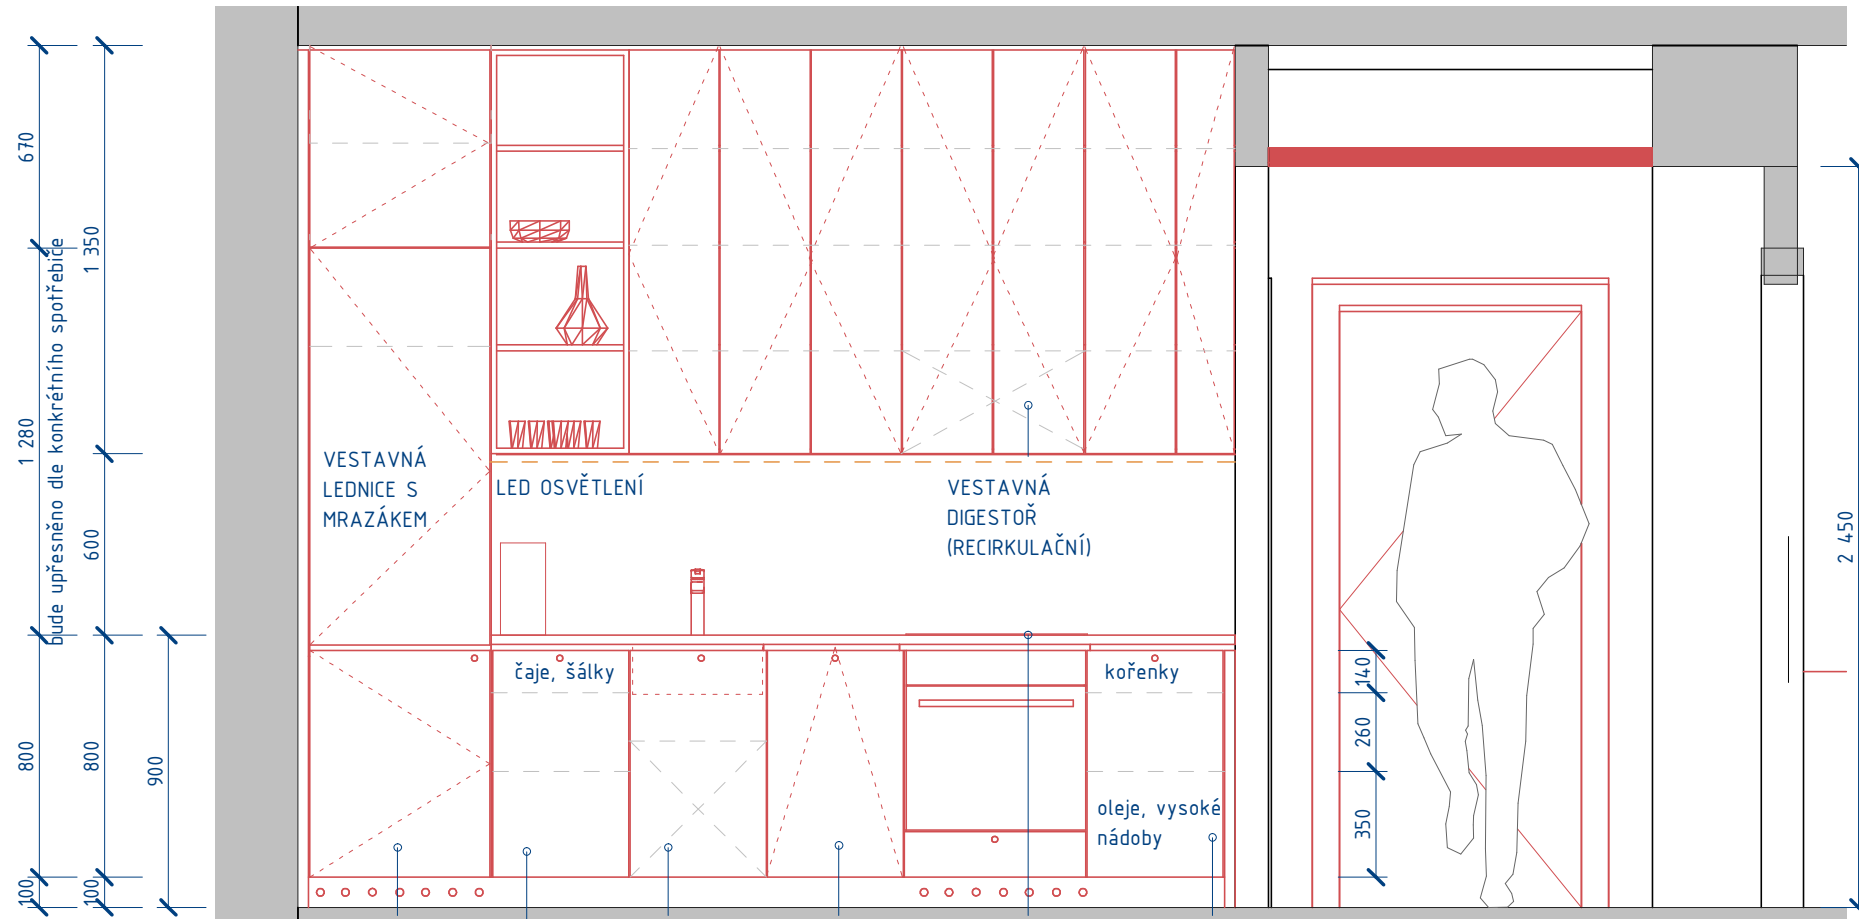 670
1 280
bude upřesněno dle konkrétního spotřebiče
800
100
1 350
600
800
100
900
VESTAVNÁ
LEDNICE S
MRAZÁKEM
LED OSVĚTLENÍ
VESTAVNÁ
DIGESTOŘ
(RECIRKULAČNÍ)
čaje, šálky
kořenky
oleje, vysoké
nádoby
140
260
350
2 450